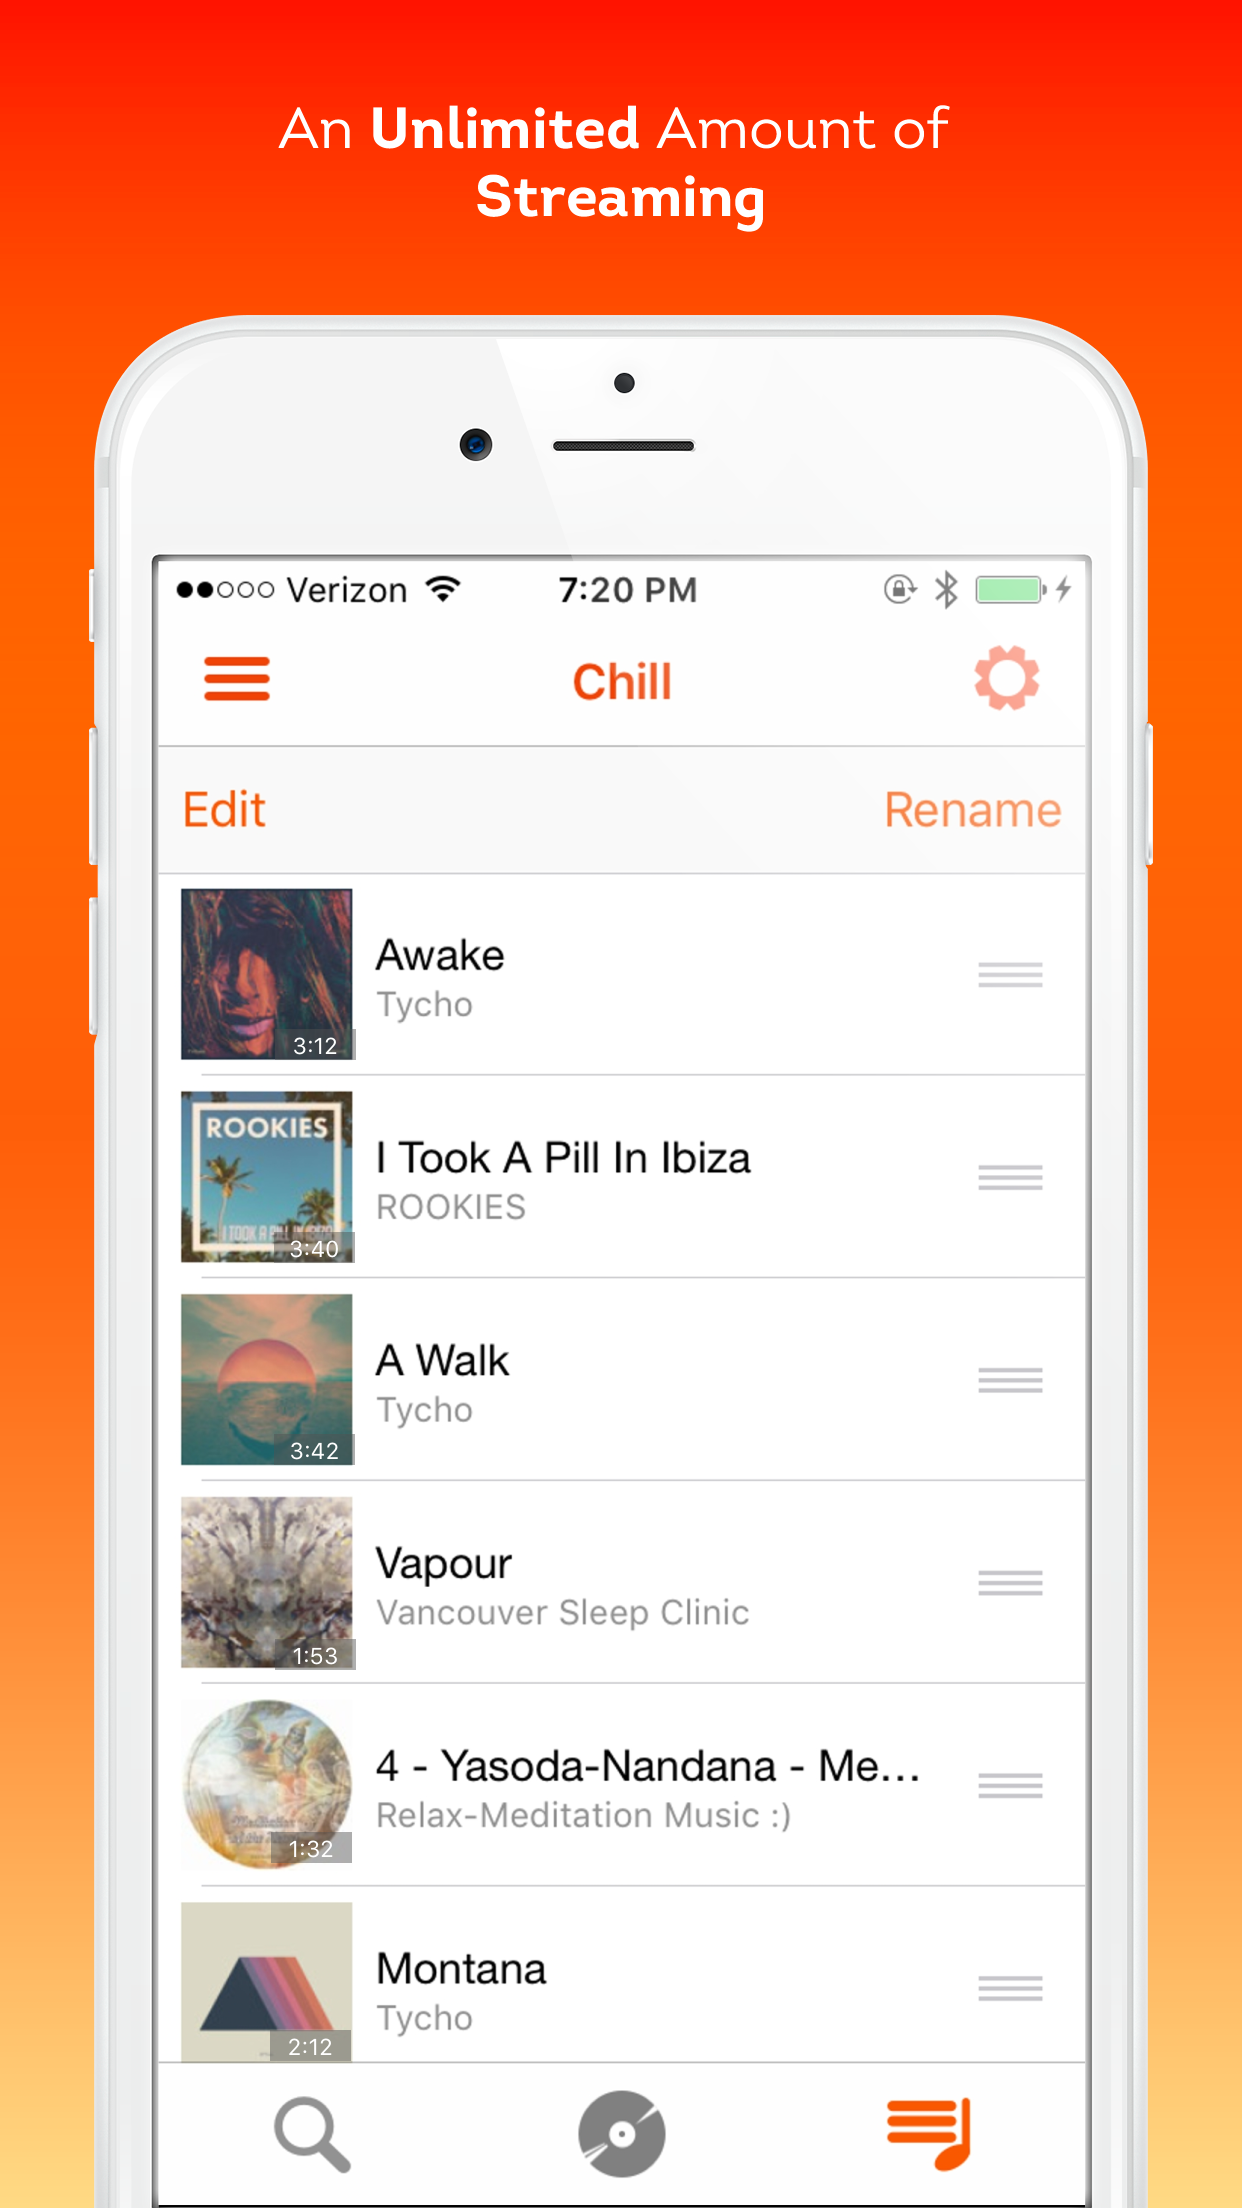 An Unlimited Amount of
Streaming
Verizon 7:20 PM
Chill
Edit Rename
Awake
Tycho
3:12
ROOKIES
I TOOK A PILL IN IBIZA
3:40
I Took A Pill In Ibiza
ROOKIES
A Walk
Tycho
3:42
Vapour
Vancouver Sleep Clinic
1:53
4 - Yasoda-Nandana - Me...
Relax-Meditation Music :)
1:32
Montana
Tycho
2:12